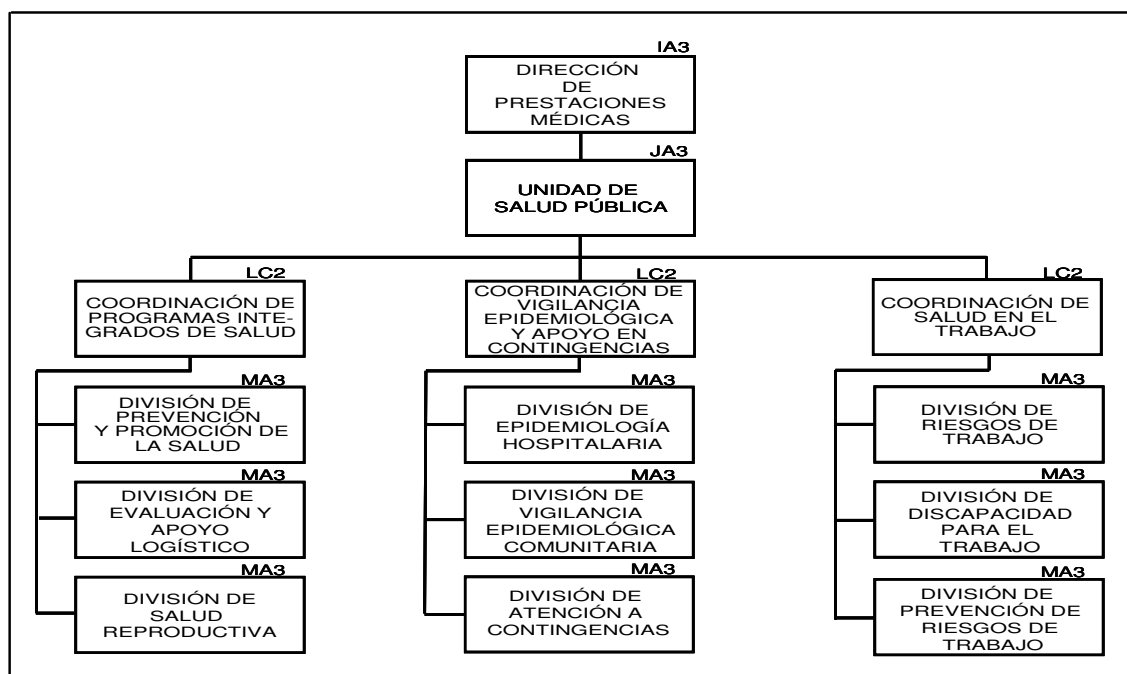 IA3
DIRECCIÓN
DE
PRESTACIONES
MÉDICAS
JA3
UNIDAD DE
SALUD PÚBLICA
LC2
COORDINACIÓN DE
PROGRAMAS INTE-
GRADOS DE SALUD
MA3
DIVISIÓN DE
PREVENCIÓN
Y PROMOCIÓN DE
LA SALUD
MA3
DIVISIÓN DE
EVALUACIÓN Y
APOYO
LOGÍSTICO
MA3
DIVISIÓN DE
SALUD
REPRODUCTIVA
LC2
COORDINACIÓN DE
VIGILANCIA
EPIDEMIOLÓGICA
Y APOYO EN
CONTINGENCIAS
MA3
DIVISIÓN DE
EPIDEMIOLOGÍA
HOSPITALARIA
MA3
DIVISIÓN DE
VIGILANCIA
EPIDEMIOLÓGICA
COMUNITARIA
MA3
DIVISIÓN DE
ATENCIÓN A
CONTINGENCIAS
LC2
COORDINACIÓN DE
SALUD EN EL
TRABAJO
MA3
DIVISIÓN DE
RIESGOS DE
TRABAJO
MA3
DIVISIÓN DE
DISCAPACIDAD
PARA EL
TRABAJO
MA3
DIVISIÓN DE
PREVENCIÓN DE
RIESGOS DE
TRABAJO